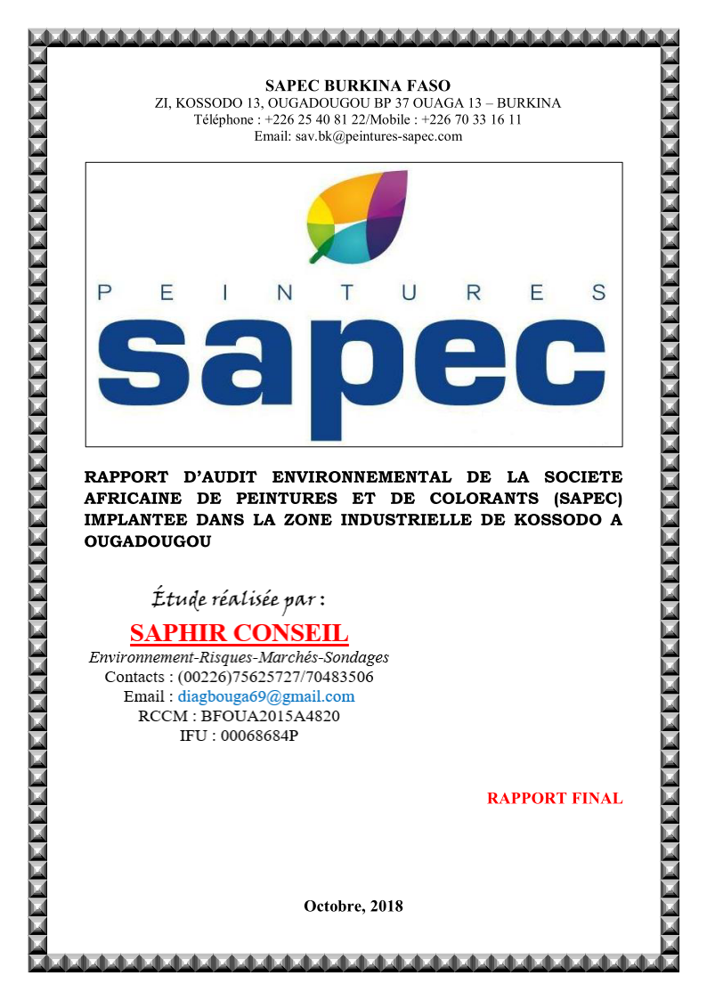 SAPEC BURKINA FASO
ZI, KOSSODO 13, OUGADOUGOU BP 37 OUAGA 13 – BURKINA
Téléphone : +226 25 40 81 22/Mobile : +226 70 33 16 11
Email: sav.bk@peintures-sapec.com
PEINTURES
sapec
RAPPORT D’AUDIT ENVIRONNEMENTAL DE LA SOCIETE
AFRICAINE DE PEINTURES ET DE COLORANTS (SAPEC)
IMPLANTEE DANS LA ZONE INDUSTRIELLE DE KOSSODO A
OUGADOUGOU
Étude réalisée par :
SAPHIR CONSEIL
Environnement-Risques-Marchés-Sondages
Contacts : (00226)75625727/70483506
Email : diagbouga69@gmail.com
RCCM : BFOUA2015A4820
IFU : 00068684P
RAPPORT FINAL
Octobre, 2018